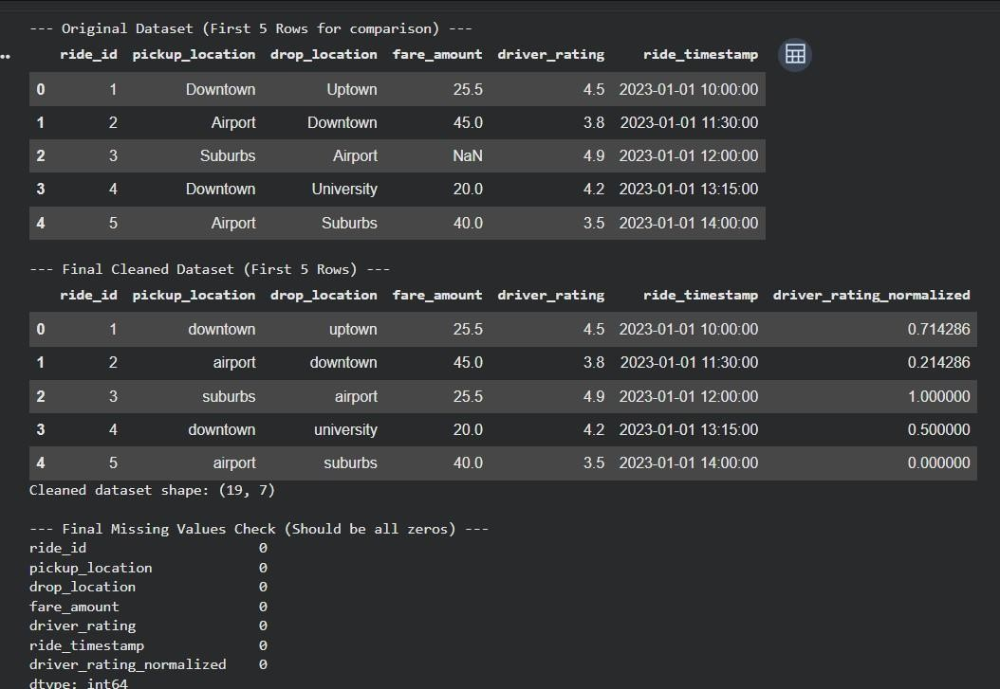 --- Original Dataset (First 5 Rows for comparison) ---
ride_id pickup_location drop_location fare_amount driver_rating ride_timestamp
0 1 Downtown Uptown 25.5 4.5 2023-01-01 10:00:00
1 2 Airport Downtown 45.0 3.8 2023-01-01 11:30:00
2 3 Suburbs Airport NaN 4.9 2023-01-01 12:00:00
3 4 Downtown University 20.0 4.2 2023-01-01 13:15:00
4 5 Airport Suburbs 40.0 3.5 2023-01-01 14:00:00
--- Final Cleaned Dataset (First 5 Rows) ---
ride_id pickup_location drop_location fare_amount driver_rating ride_timestamp driver_rating_normalized
0 1 downtown uptown 25.5 4.5 2023-01-01 10:00:00 0.714286
1 2 airport downtown 45.0 3.8 2023-01-01 11:30:00 0.214286
2 3 suburbs airport 25.5 4.9 2023-01-01 12:00:00 1.000000
3 4 downtown university 20.0 4.2 2023-01-01 13:15:00 0.500000
4 5 airport suburbs 40.0 3.5 2023-01-01 14:00:00 0.000000
Cleaned dataset shape: (19, 7)
--- Final Missing Values Check (Should be all zeros) ---
ride_id 0
pickup_location 0
drop_location 0
fare_amount 0
driver_rating 0
ride_timestamp 0
driver_rating_normalized 0
dtype: int64